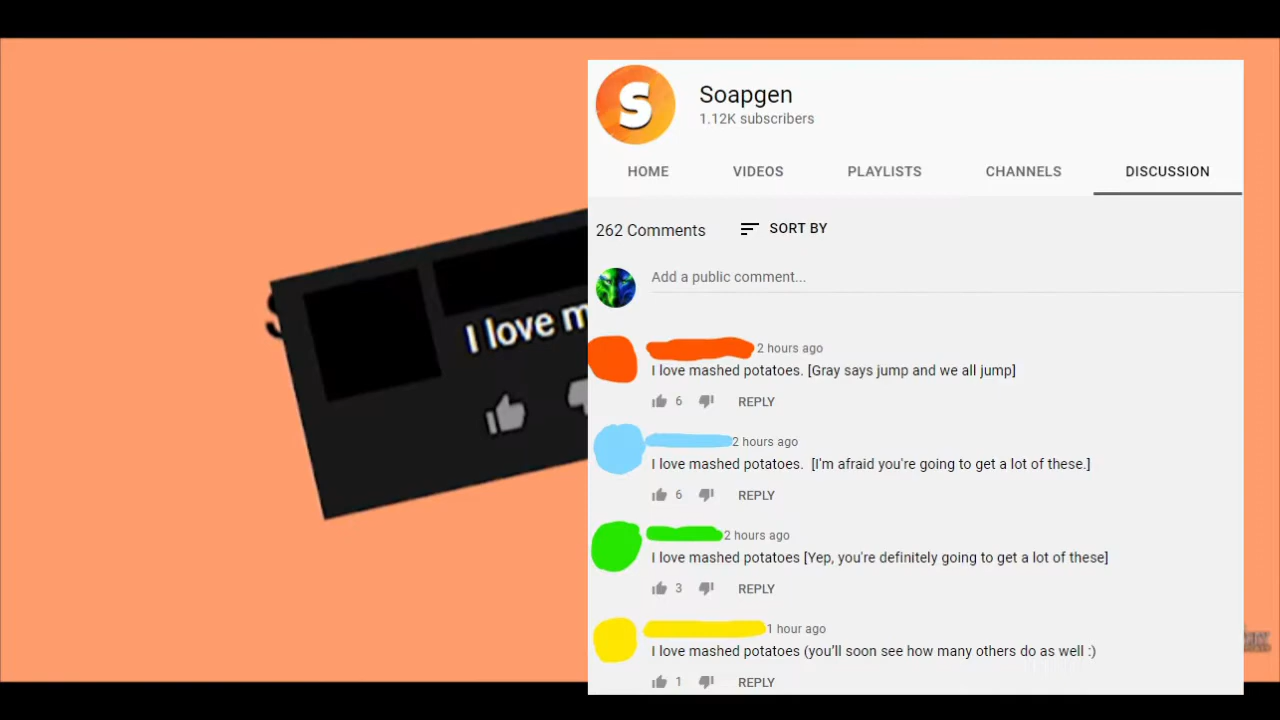 S
Soapgen
1.12K subscribers
HOME VIDEOS PLAYLISTS CHANNELS DISCUSSION
262 Comments SORT BY
Add a public comment...
I love
2 hours ago
I love mashed potatoes. [Gray says jump and we all jump]
6 REPLY
2 hours ago
I love mashed potatoes.  [I'm afraid you're going to get a lot of these.]
6 REPLY
2 hours ago
I love mashed potatoes [Yep, you're definitely going to get a lot of these]
3 REPLY
1 hour ago
I love mashed potatoes (you'll soon see how many others do as well :)
1 REPLY